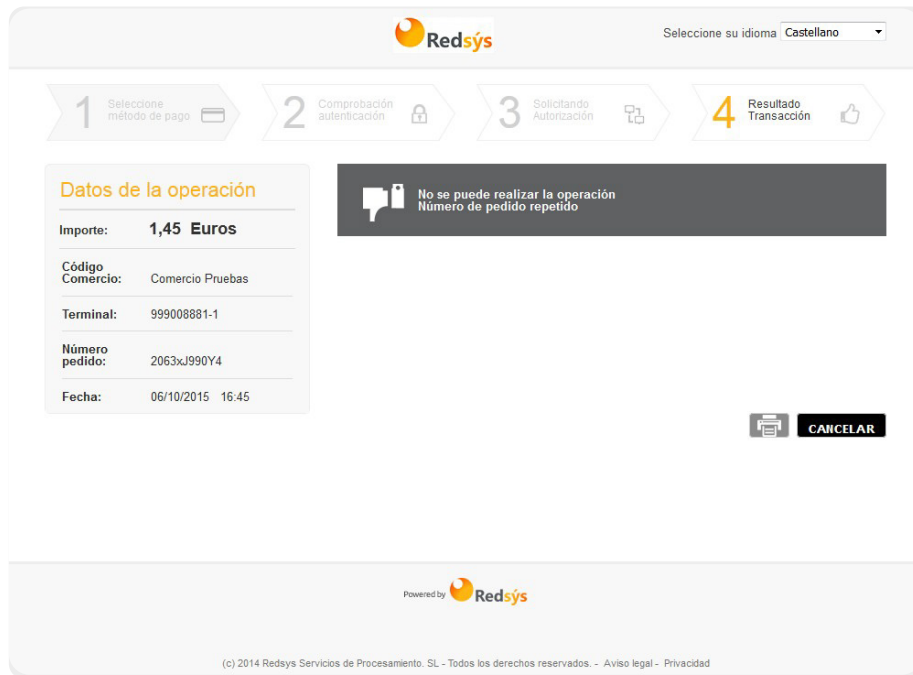 Redsýs
Seleccione su idioma Castellano
1 Seleccione
método de pago
2 Comprobación
autenticación
3 Solicitando
Autorización
4 Resultado
Transacción
Datos de la operación
Importe: 1,45 Euros
Código
Comercio: Comercio Pruebas
Terminal: 999008881-1
Número
pedido: 2063xJ990Y4
Fecha: 06/10/2015 16:45
No se puede realizar la operación
Número de pedido repetido
CANCELAR
Powered by Redsýs
(c) 2014 Redsys Servicios de Procesamiento. SL - Todos los derechos reservados. - Aviso legal - Privacidad